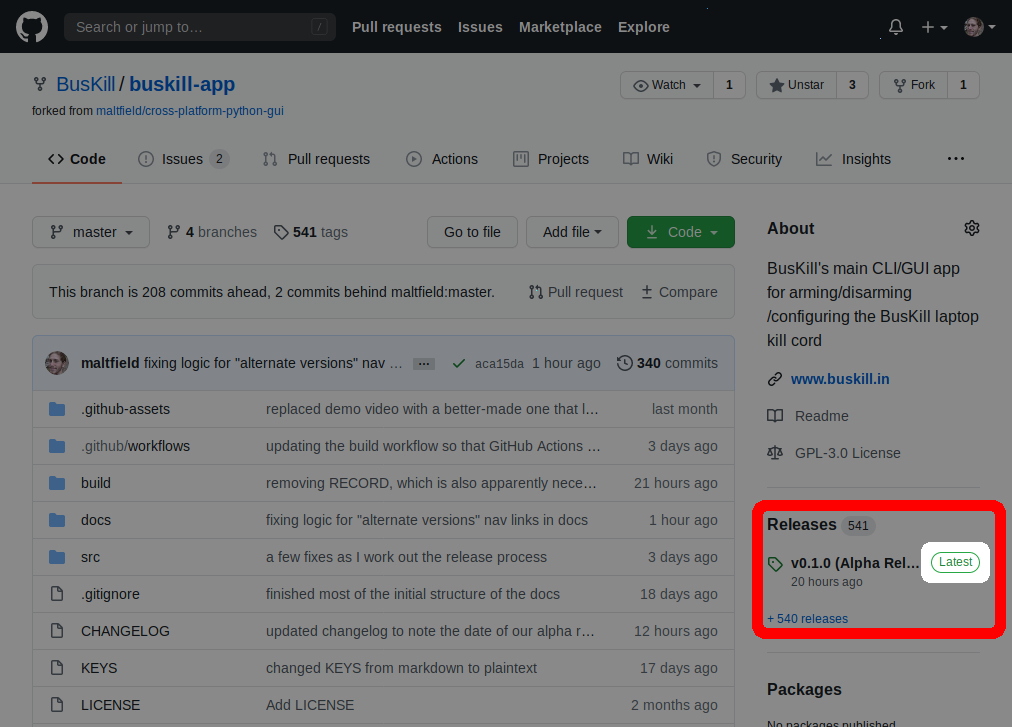 Search or jump to… / Pull requests Issues Marketplace Explore
BusKill / buskill-app Watch 1 Unstar 3 Fork 1
forked from maltfield/cross-platform-python-gui
Code Issues 2 Pull requests Actions Projects Wiki Security Insights ...
master 4 branches 541 tags Go to file Add file Code
This branch is 208 commits ahead, 2 commits behind maltfield:master. Pull request Compare
maltfield fixing logic for "alternate versions" nav … ... aca15da 1 hour ago 340 commits
.github-assets replaced demo video with a better-made one that l… last month
.github/workflows updating the build workflow so that GitHub Actions … 3 days ago
build removing RECORD, which is also apparently nece… 21 hours ago
docs fixing logic for "alternate versions" nav links in docs 1 hour ago
src a few fixes as I work out the release process 3 days ago
.gitignore finished most of the initial structure of the docs 18 days ago
CHANGELOG updated changelog to note the date of our alpha r… 12 hours ago
KEYS changed KEYS from markdown to plaintext 17 days ago
LICENSE Add LICENSE 2 months ago
About
BusKill's main CLI/GUI app
for arming/disarming
/configuring the BusKill laptop
kill cord
www.buskill.in
Readme
GPL-3.0 License
Releases 541
v0.1.0 (Alpha Rel… Latest
20 hours ago
+ 540 releases
Packages
No packages published